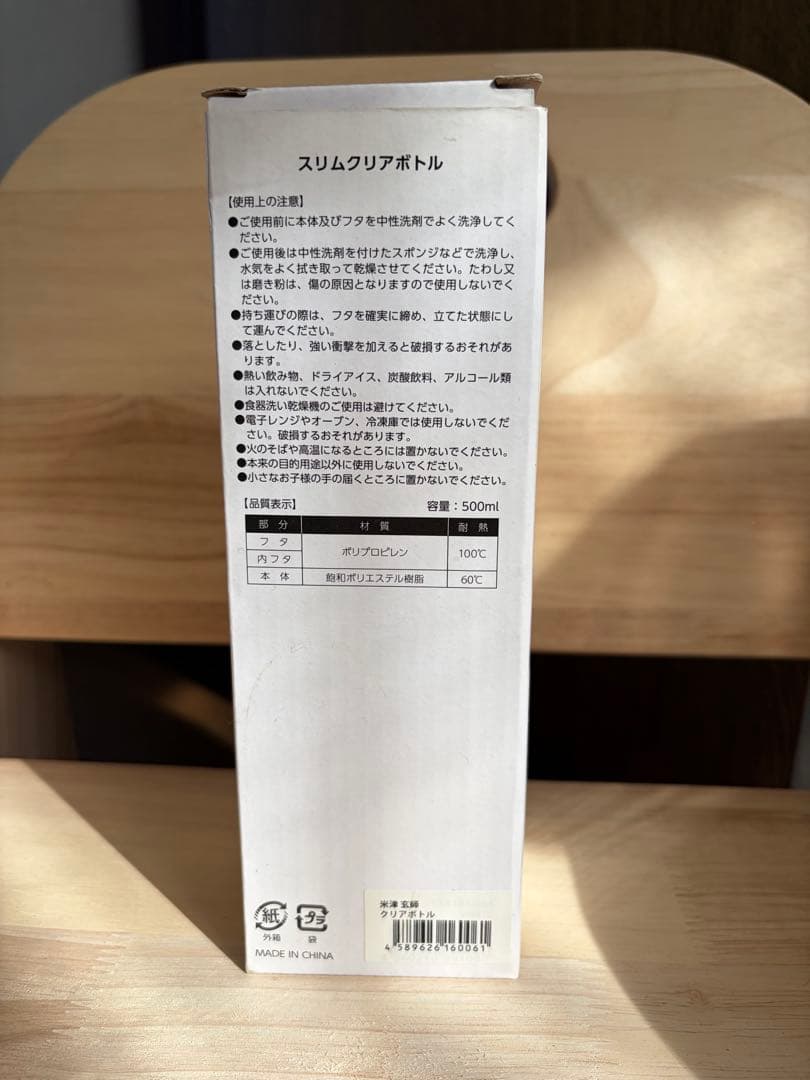 スリムクリアボトル
【使用上の注意】
●ご使用前に本体及びフタを中性洗剤でよく洗浄してく
ださい。
●ご使用後は中性洗剤を付けたスポンジなどで洗浄し、
水気をよく拭き取って乾燥させてください。たわし又
は磨き粉は、傷の原因となりますので使用しないでく
ださい。
●持ち運びの際は、フタを確実に締め、立てた状態にし
て運んでください。
●落としたり、強い衝撃を加えると破損するおそれがあ
ります。
●熱い飲み物、ドライアイス、炭酸飲料、アルコール類
は入れないでください。
●食器洗い乾燥機のご使用は避けてください。
●電子レンジやオーブン、冷凍庫では使用しないでくだ
さい。破損するおそれがあります。
●火のそばや高温になるところには置かないでください。
●本来の目的用途以外に使用しないでください。
●小さなお子様の手の届くところに置かないでください。
【品質表示】 容量：500ml
部分 材質 耐熱
フタ ポリプロピレン 100℃
内フタ
本体 飽和ポリエステル樹脂 60℃
紙 プラ
外箱 袋
MADE IN CHINA
米津 玄師
クリアボトル
4 589626 160061